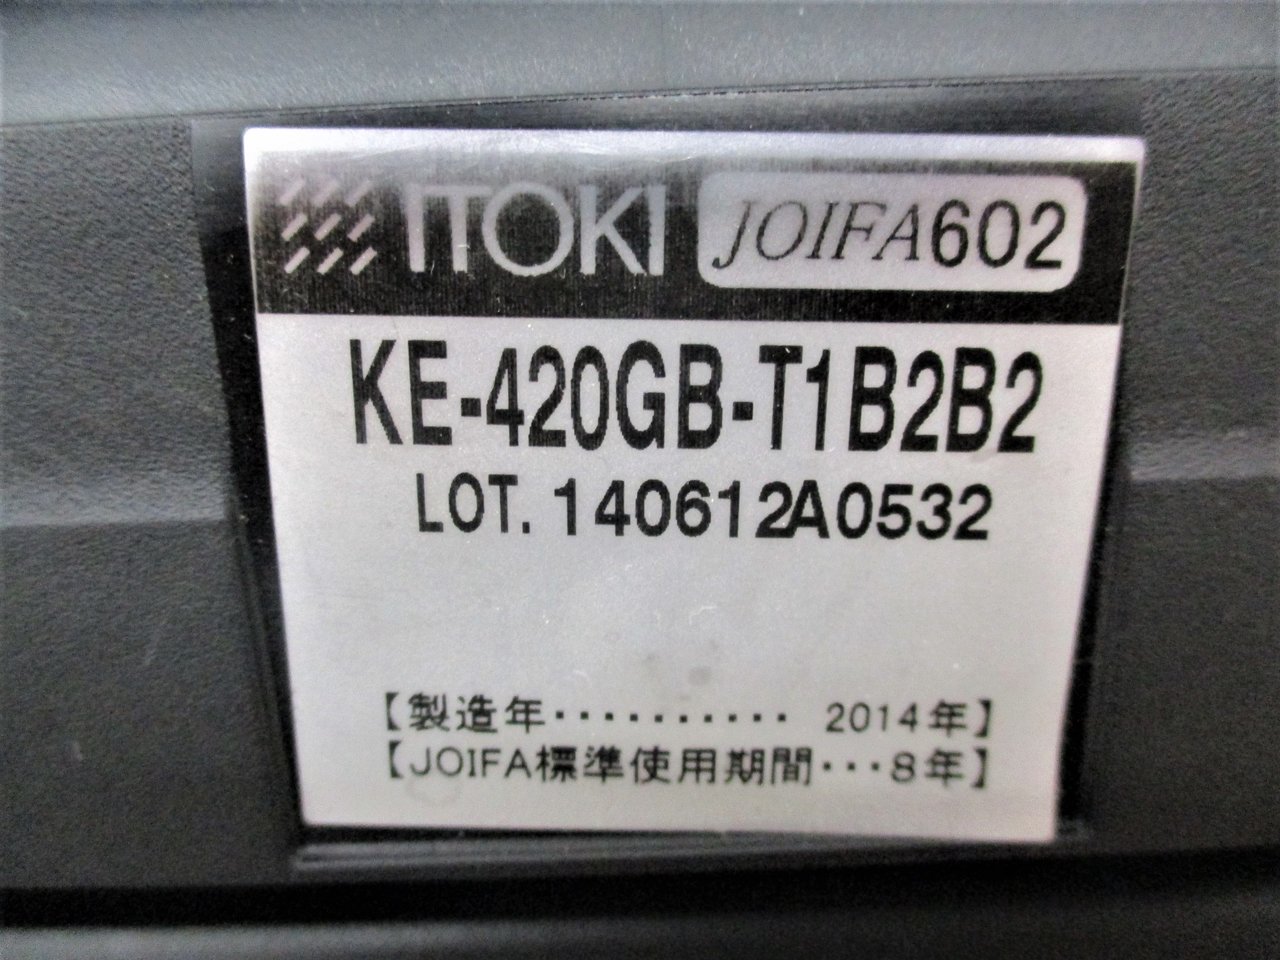 ITOKI JOIFA602
KE-420GB-T1B2B2
LOT. 140612A0532
【製造年・・・・・・・・・・ 2014年】
【JOIFA標準使用期間・・・8年】